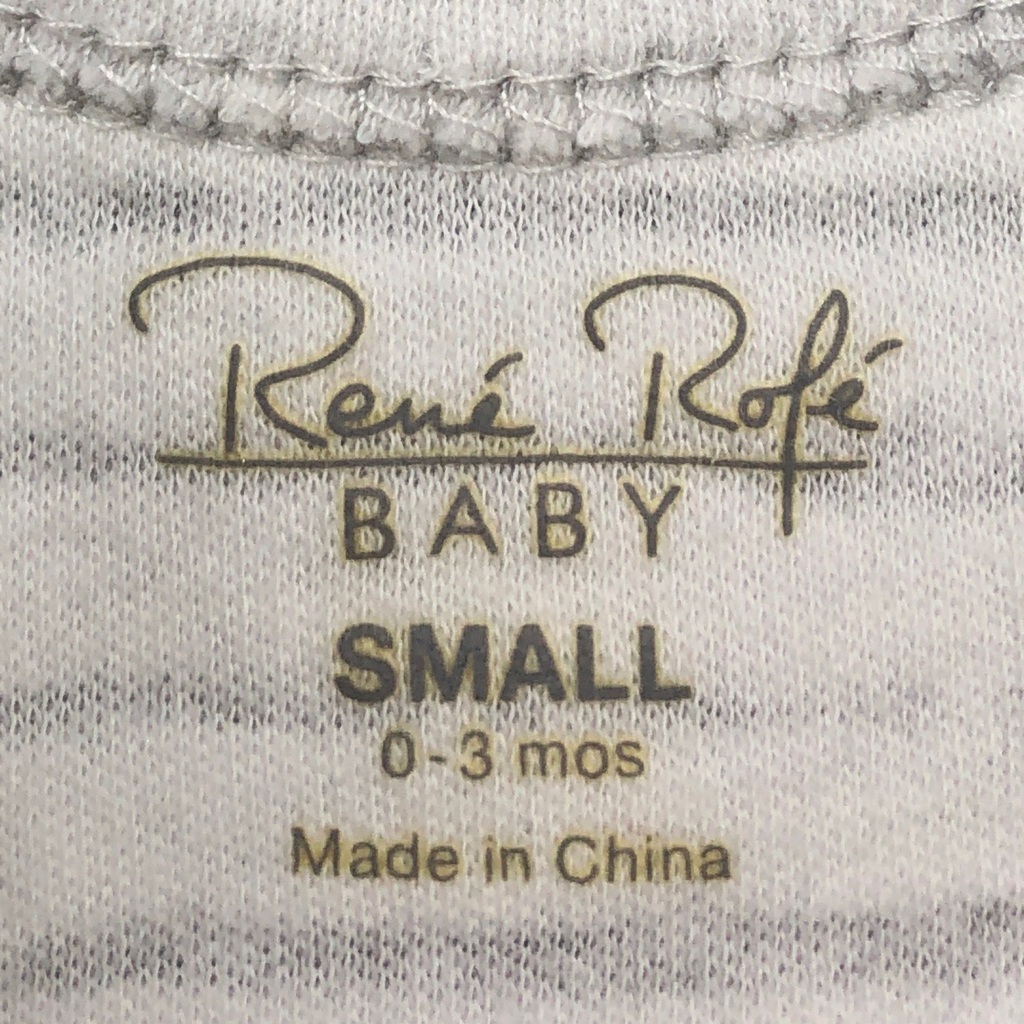 René Rofé
BABY
SMALL
0-3 mos
Made in China